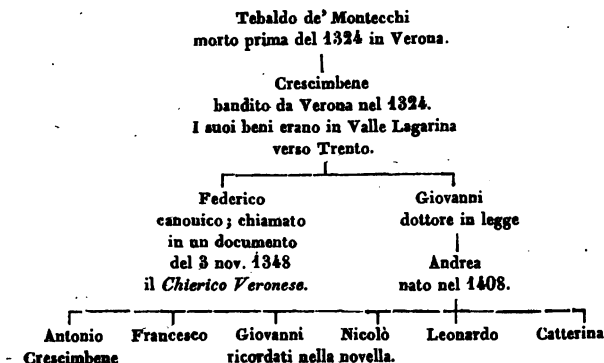 Tebaldo de' Montecchi
morto prima del 1324 in Verona.
Crescimbene
bandito da Verona nel 1324.
I suoi beni erano in Valle Lagarina
verso Trento.
Federico
canonico; chiamato
in un documento
del 3 nov. 1348
il Chierico Veronese.
Giovanni
dottore in legge
Andrea
nato nel 1408.
Antonio Francesco Giovanni Nicolò Leonardo Catterina
Crescimbene ricordati nella novella.